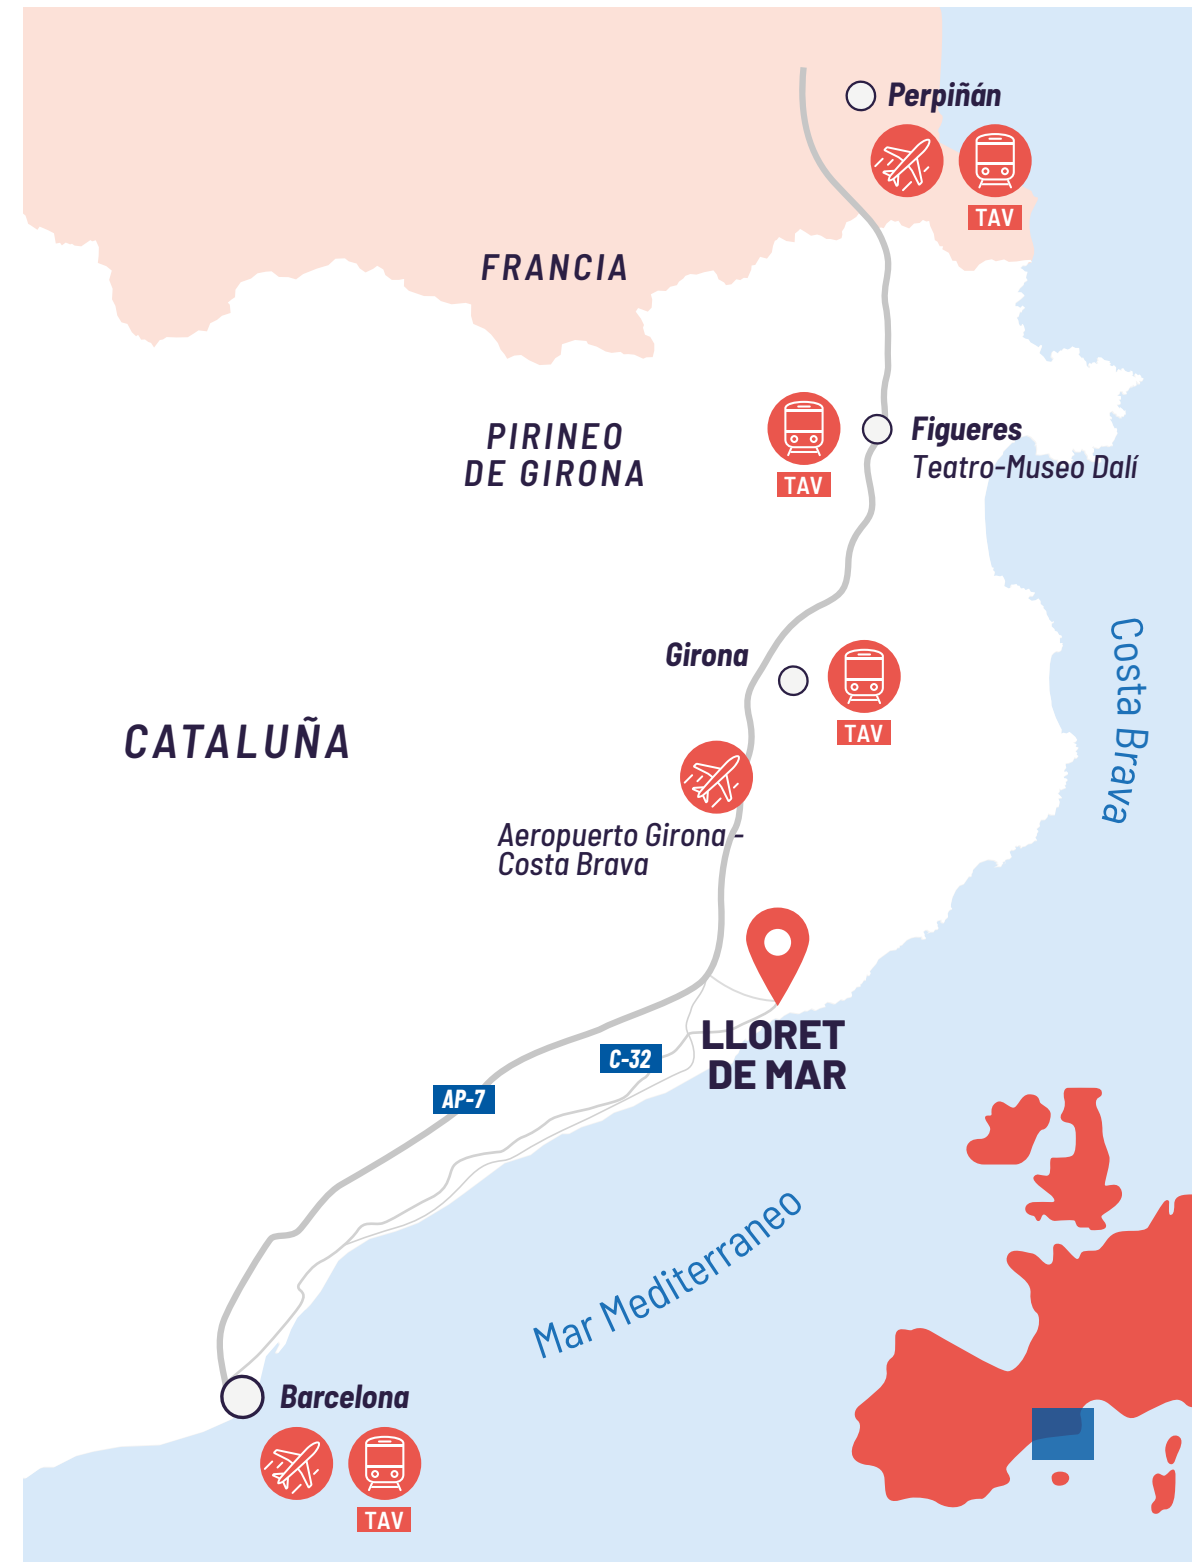 Perpiñán
TAV
FRANCIA
PIRINEO
DE GIRONA
Figueres
Teatro-Museo Dalí
TAV
Girona
TAV
Costa Brava
CATALUÑA
Aeropuerto Girona -
Costa Brava
LLORET
DE MAR
C-32
AP-7
Mar Mediterraneo
Barcelona
TAV